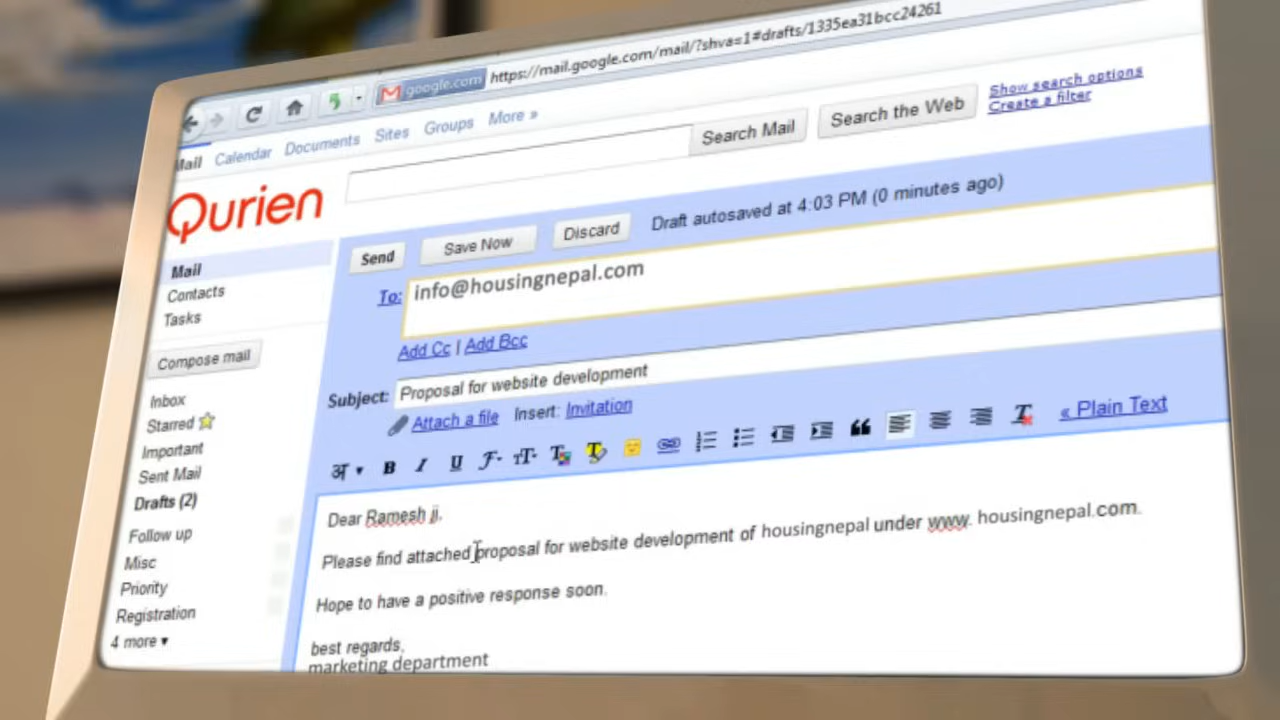 google.com https://mail.google.com/mail/?shva=1#drafts/1335ea31bcc24261
Mail Calendar Documents Sites Groups More »
Search Mail Search the Web Show search options
Create a filter
Qurien
Send Save Now Discard Draft autosaved at 4:03 PM (0 minutes ago)
To: info@housingnepal.com
Add Cc | Add Bcc
Subject: Proposal for website development
Attach a file Insert: Invitation
अ B I U « Plain Text
Mail
Contacts
Tasks
Compose mail
Inbox
Starred
Important
Sent Mail
Drafts (2)
Follow up
Misc
Priority
Registration
4 more ▾
Dear Ramesh ji,
Please find attached proposal for website development of housingnepal under www. housingnepal.com.
Hope to have a positive response soon.
best regards,
marketing department